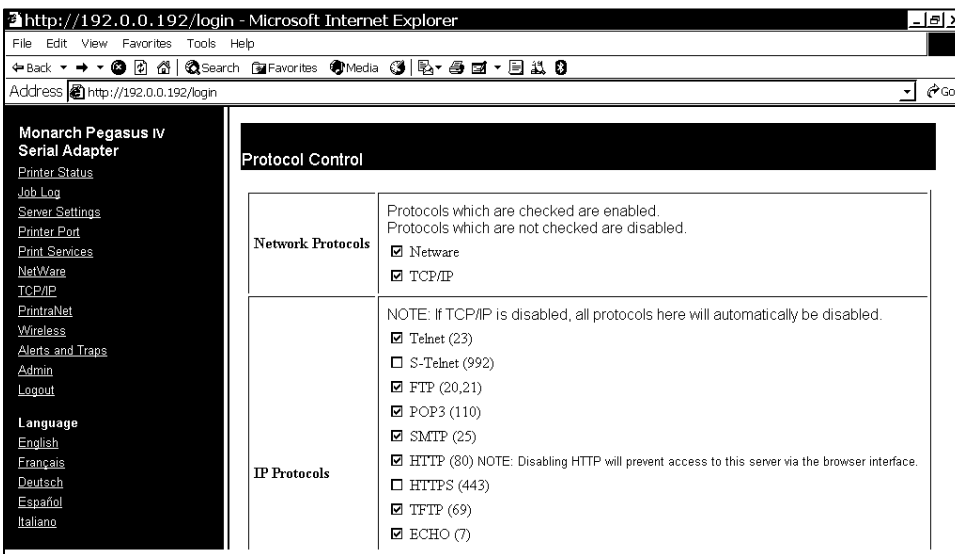 http://192.0.0.192/login - Microsoft Internet Explorer
File Edit View Favorites Tools Help
Back Search Favorites Media
Address http://192.0.0.192/login Go
Monarch Pegasus IV
Serial Adapter
Printer Status
Job Log
Server Settings
Printer Port
Print Services
NetWare
TCP/IP
PrintraNet
Wireless
Alerts and Traps
Admin
Logout
Language
English
Français
Deutsch
Español
Italiano
Protocol Control
Network Protocols
Protocols which are checked are enabled.
Protocols which are not checked are disabled.
Netware
TCP/IP
IP Protocols
NOTE: If TCP/IP is disabled, all protocols here will automatically be disabled.
Telnet (23)
S-Telnet (992)
FTP (20,21)
POP3 (110)
SMTP (25)
HTTP (80) NOTE: Disabling HTTP will prevent access to this server via the browser interface.
HTTPS (443)
TFTP (69)
ECHO (7)